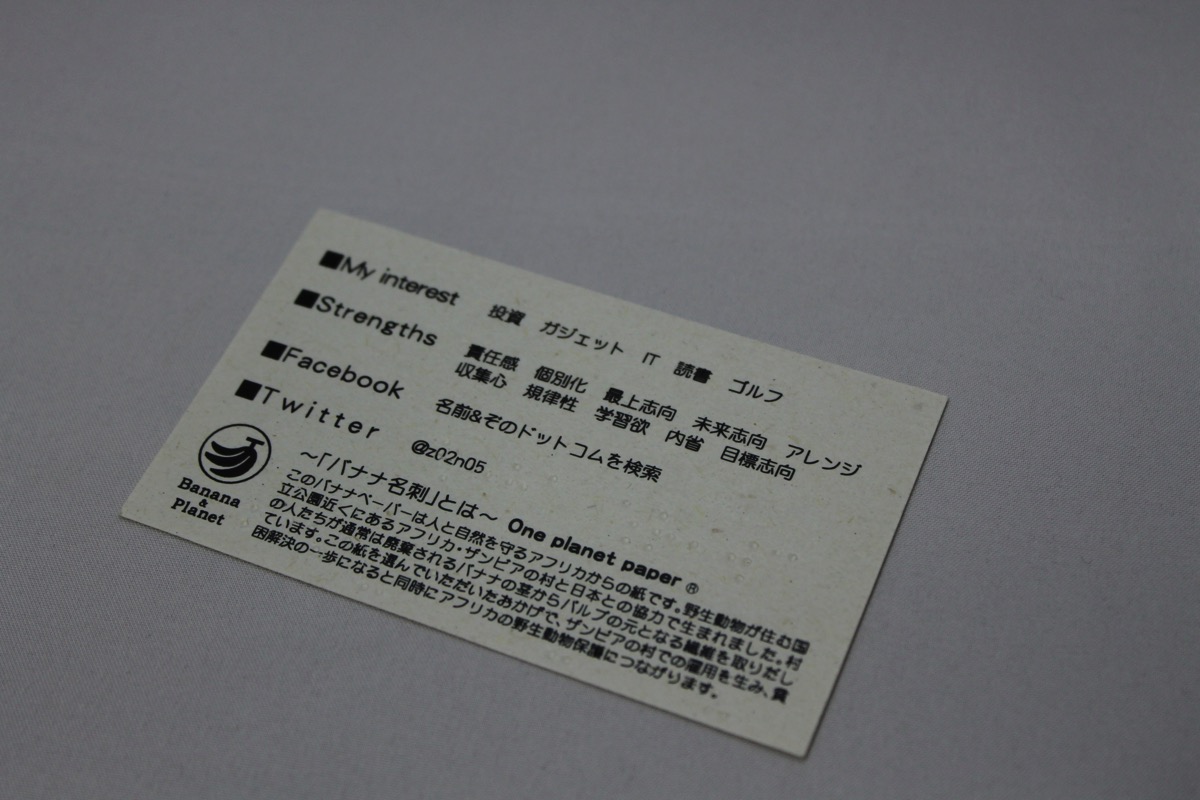 ■My interest 投資 ガジェット IT 読書 ゴルフ
■Strengths 責任感 個別化 最上志向 未来志向 アレンジ
収集心 規律性 学習欲 内省 目標志向
■Facebook 名前&ぞのドットコムを検索
■Twitter @z02n05
Banana
&
Planet
～「バナナ名刺」とは～ One planet paper®
このバナナペーパーは人と自然を守るアフリカからの紙です。野生動物が住む国
立公園近くにあるアフリカ・ザンビアの村と日本との協力で生まれました。村
の人たちが通常は廃棄されるバナナの茎からパルプの元となる繊維を取りだし
ています。この紙を選んでいただいたおかげで、ザンビアの村での雇用を生み、貧
困解決の一歩になると同時にアフリカの野生動物保護につながります。